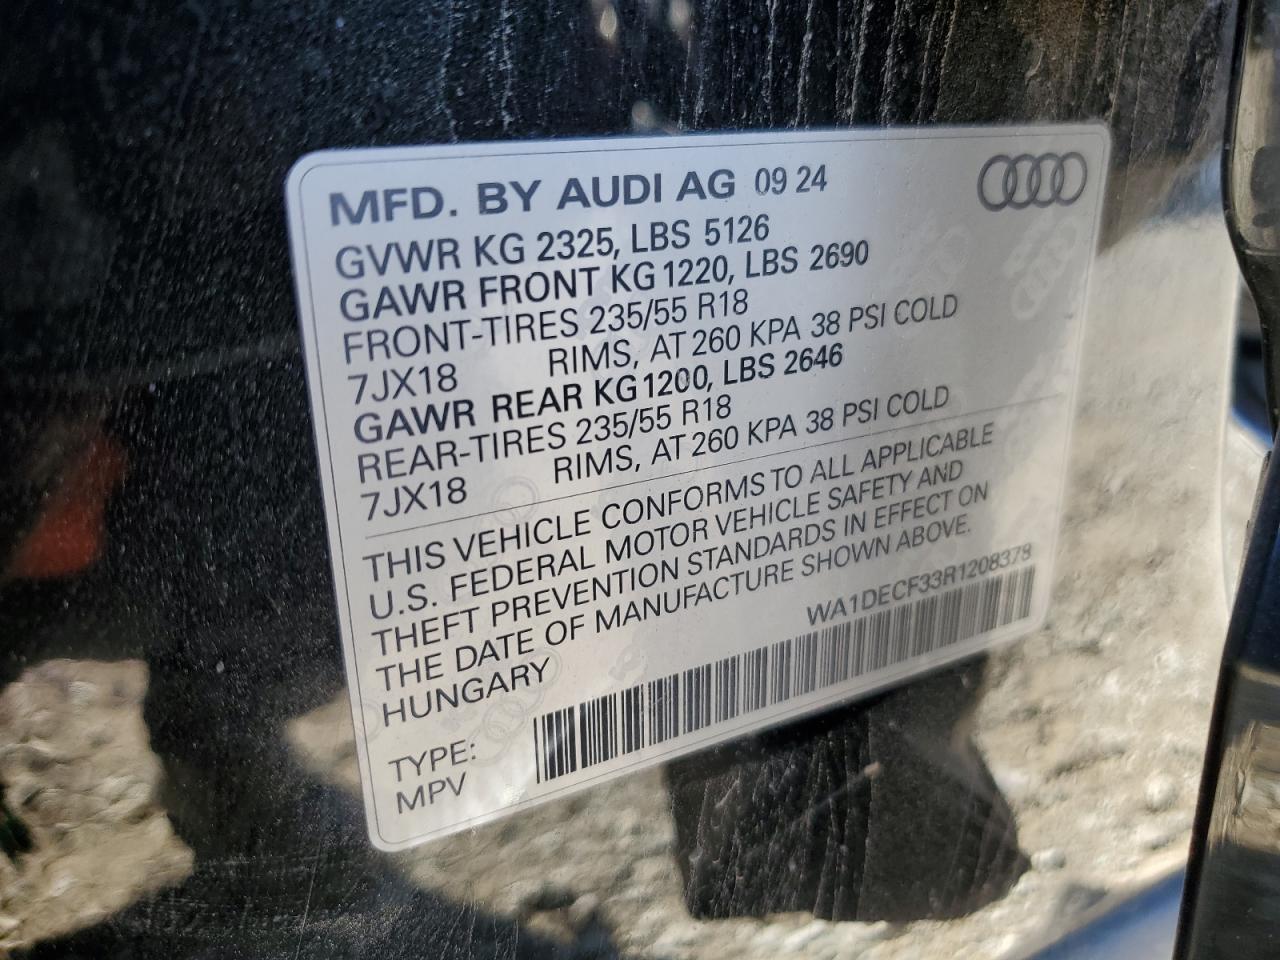 MFD. BY AUDI AG 09 24
GVWR KG 2325, LBS 5126
GAWR FRONT KG 1220, LBS 2690
FRONT-TIRES 235/55 R18
7JX18 RIMS, AT 260 KPA 38 PSI COLD
GAWR REAR KG 1200, LBS 2646
REAR-TIRES 235/55 R18
7JX18 RIMS, AT 260 KPA 38 PSI COLD
THIS VEHICLE CONFORMS TO ALL APPLICABLE
U.S. FEDERAL MOTOR VEHICLE SAFETY AND
THEFT PREVENTION STANDARDS IN EFFECT ON
THE DATE OF MANUFACTURE SHOWN ABOVE.
HUNGARY
WA1DECF33R1208378
TYPE:
MPV